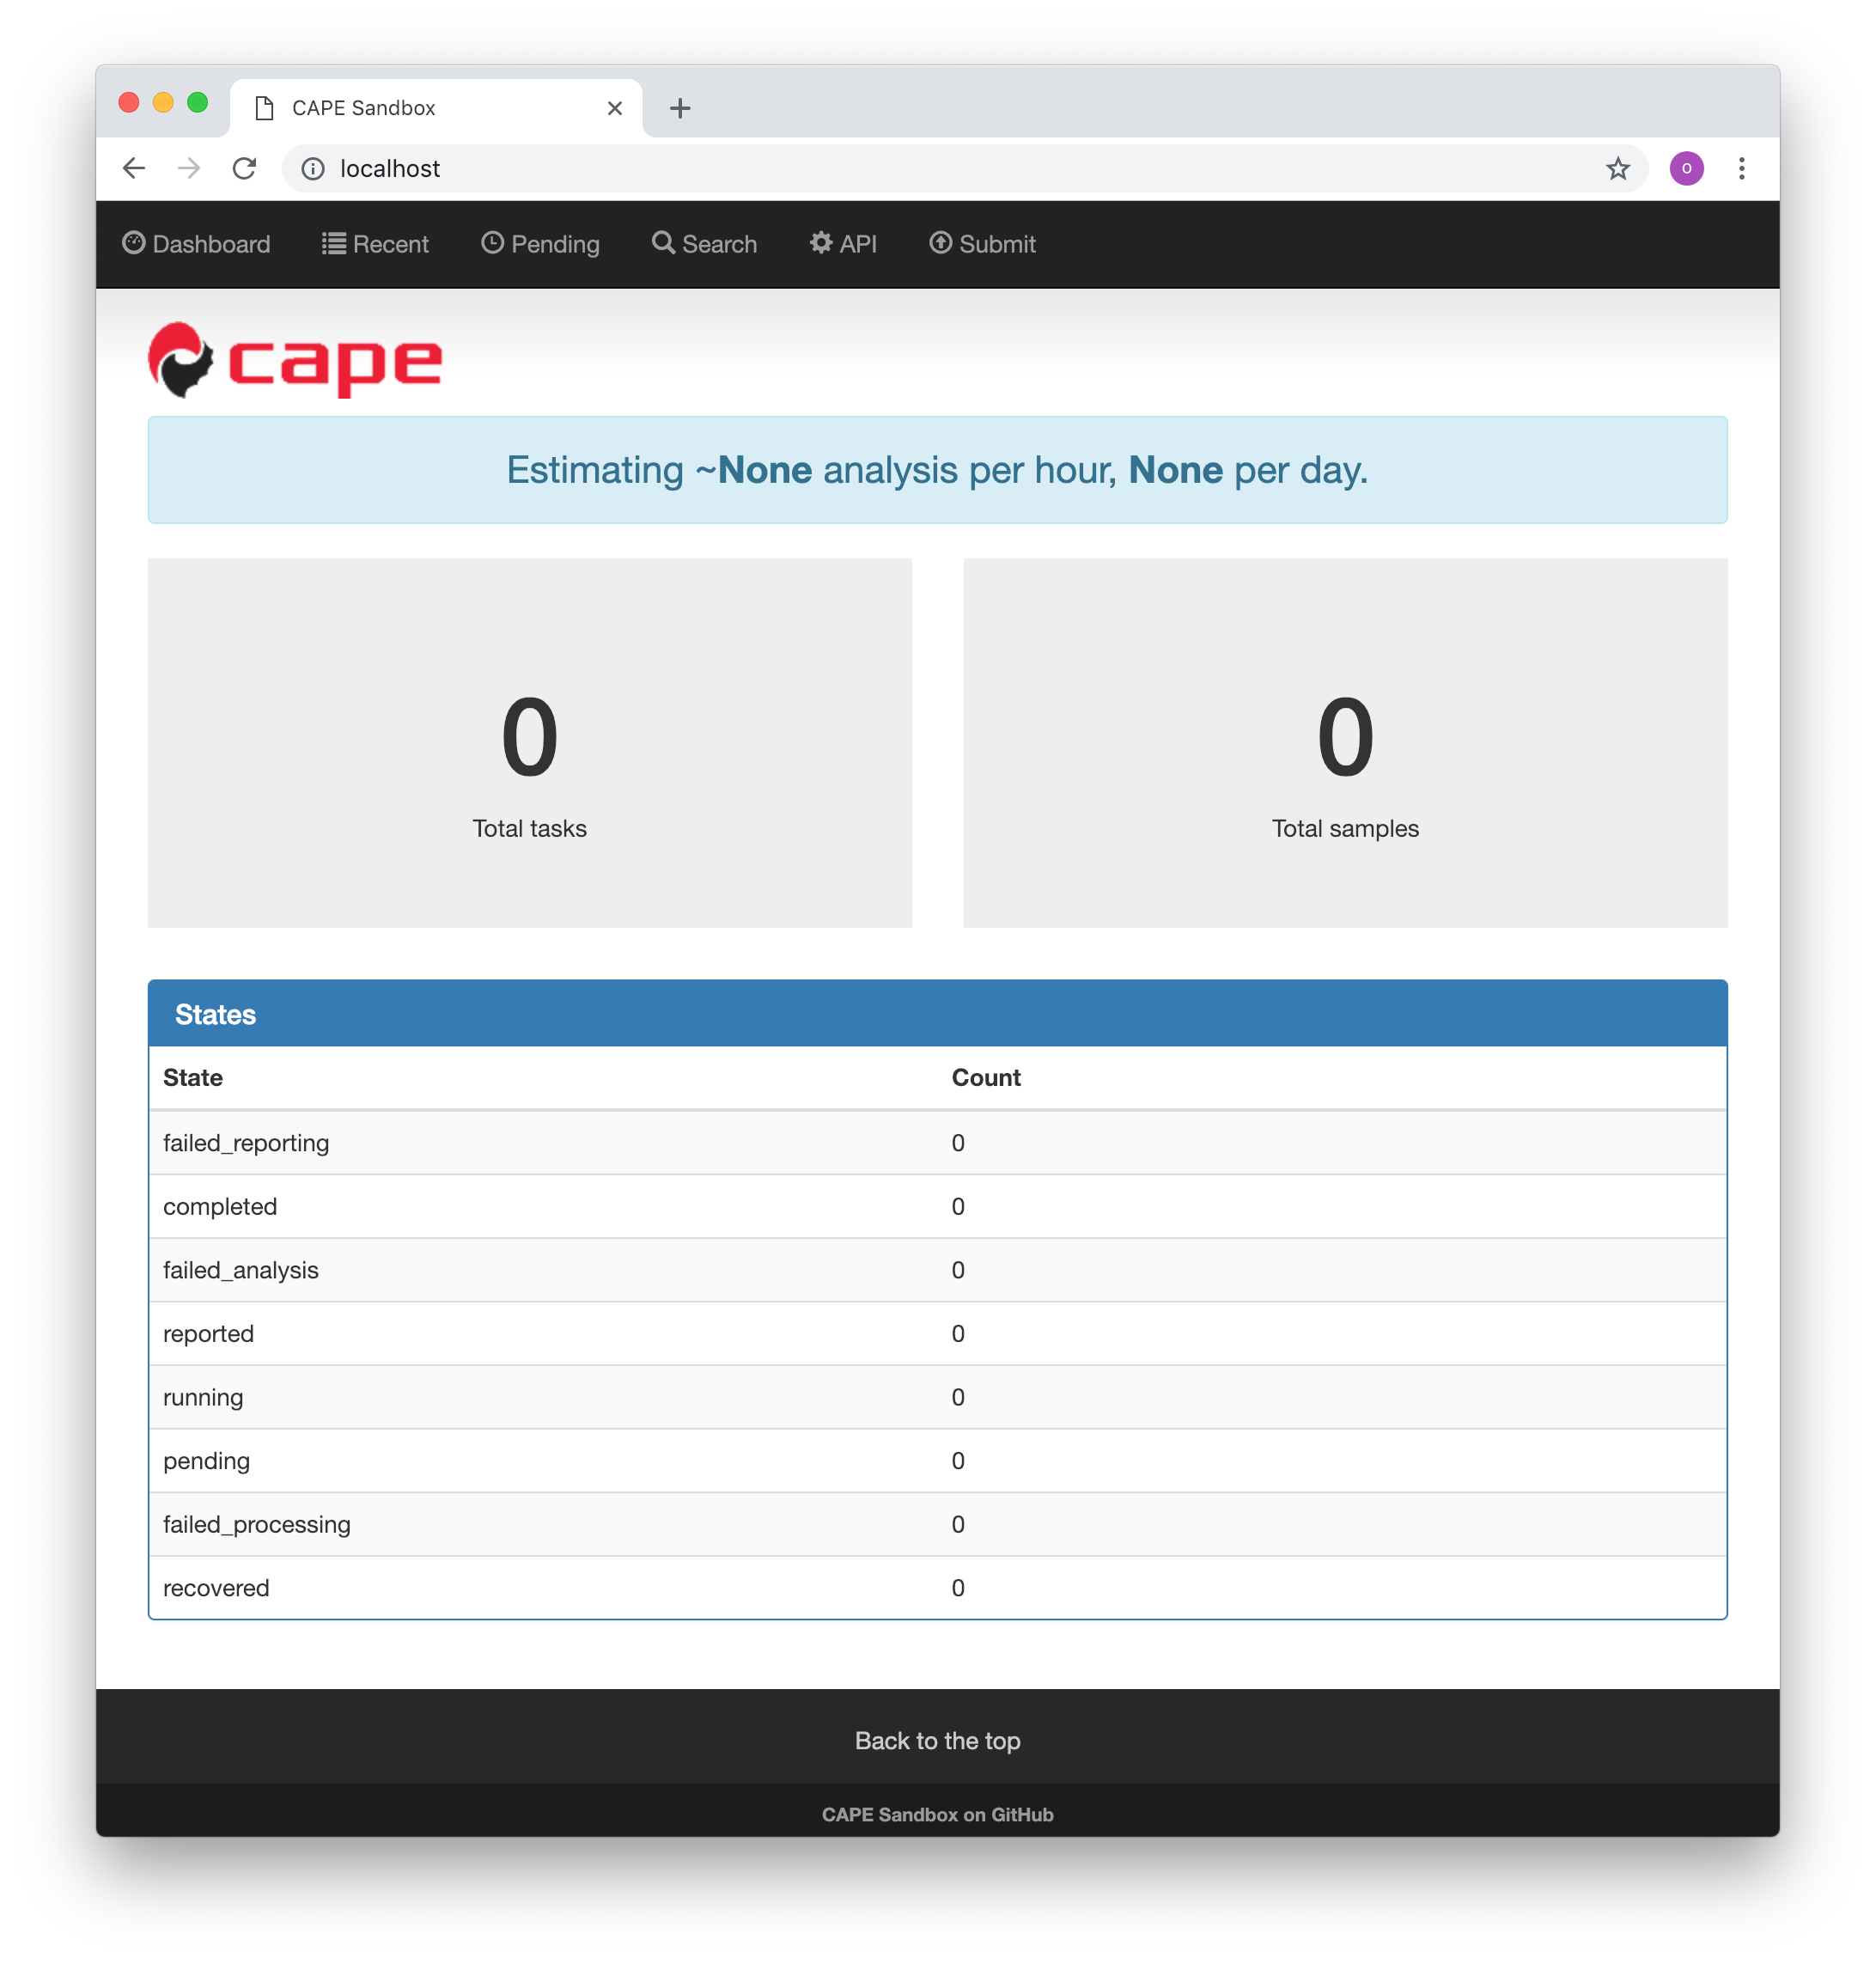 CAPE Sandbox
localhost
o
Dashboard Recent Pending Search API Submit
cape
Estimating ~None analysis per hour, None per day.
0
Total tasks
0
Total samples
States
State Count
failed_reporting 0
completed 0
failed_analysis 0
reported 0
running 0
pending 0
failed_processing 0
recovered 0
Back to the top
CAPE Sandbox on GitHub